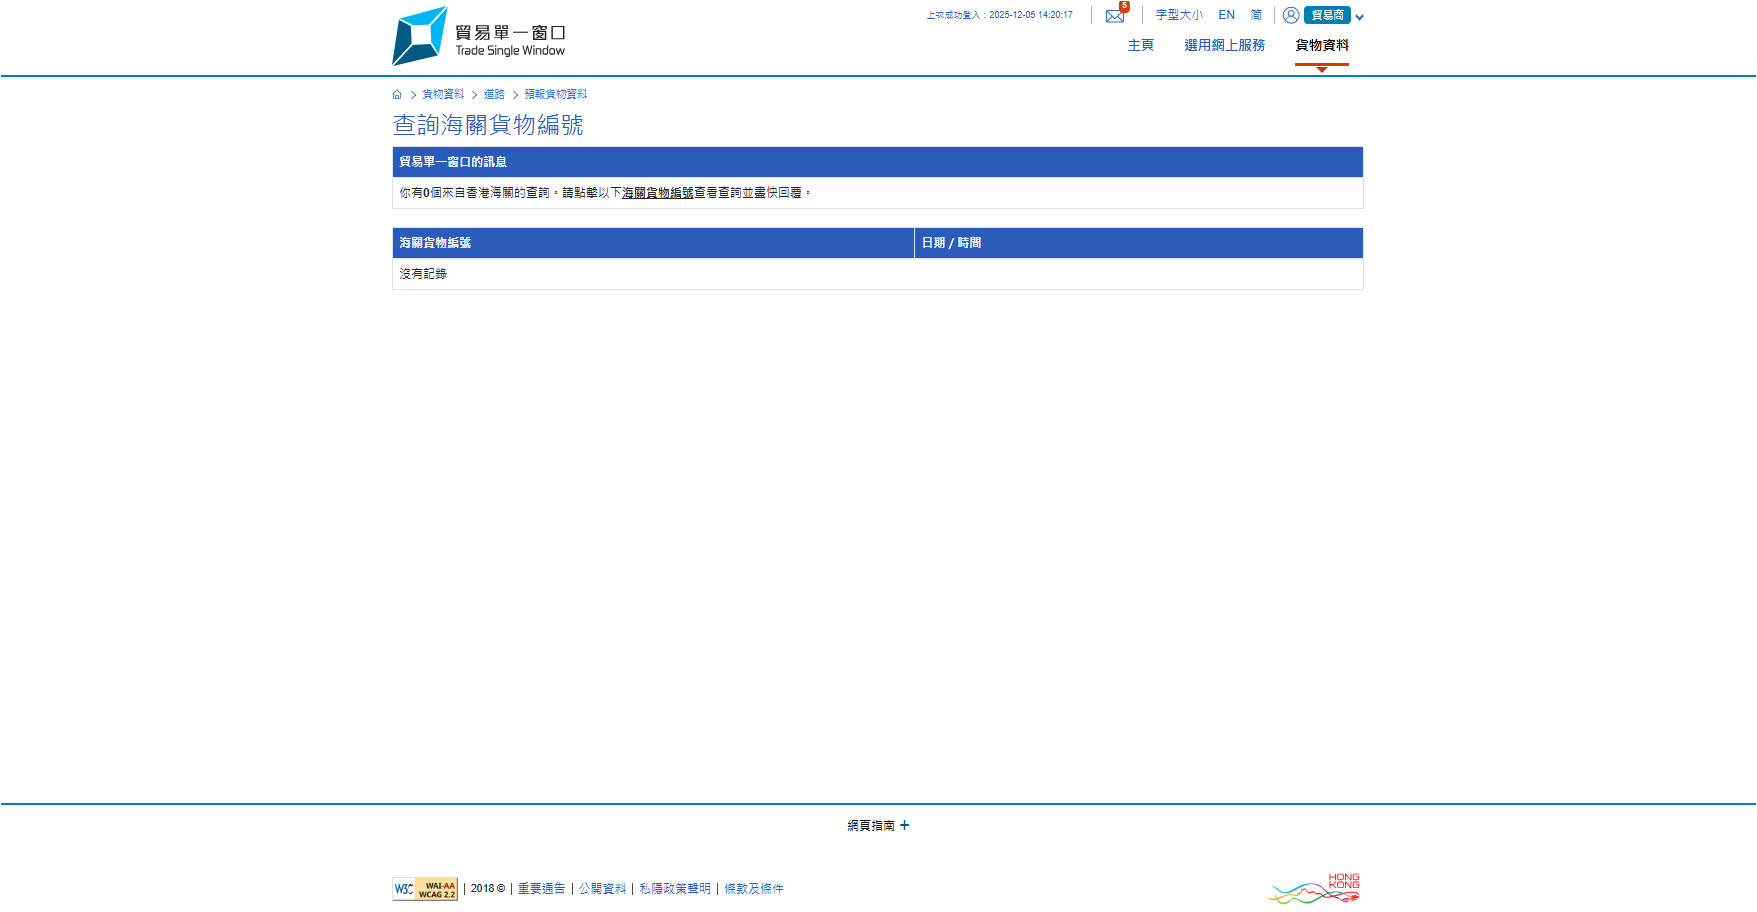 上次成功登入：2025-12-05 14:20:17
5
字型大小
EN
简
貿易商
貿易單一窗口
Trade Single Window
主頁
選用網上服務
貨物資料
貨物資料
道路
預報貨物資料
查詢海關貨物編號
貿易單一窗口的訊息
你有0個來自香港海關的查詢。請點擊以下海關貨物編號查看查詢並盡快回覆。
海關貨物編號
日期 / 時間
沒有記錄
網頁指南 +
W3C WAI-AA
WCAG 2.2
| 2018 © | 重要通告 | 公開資料 | 私隱政策聲明 | 條款及條件
HONG
KONG